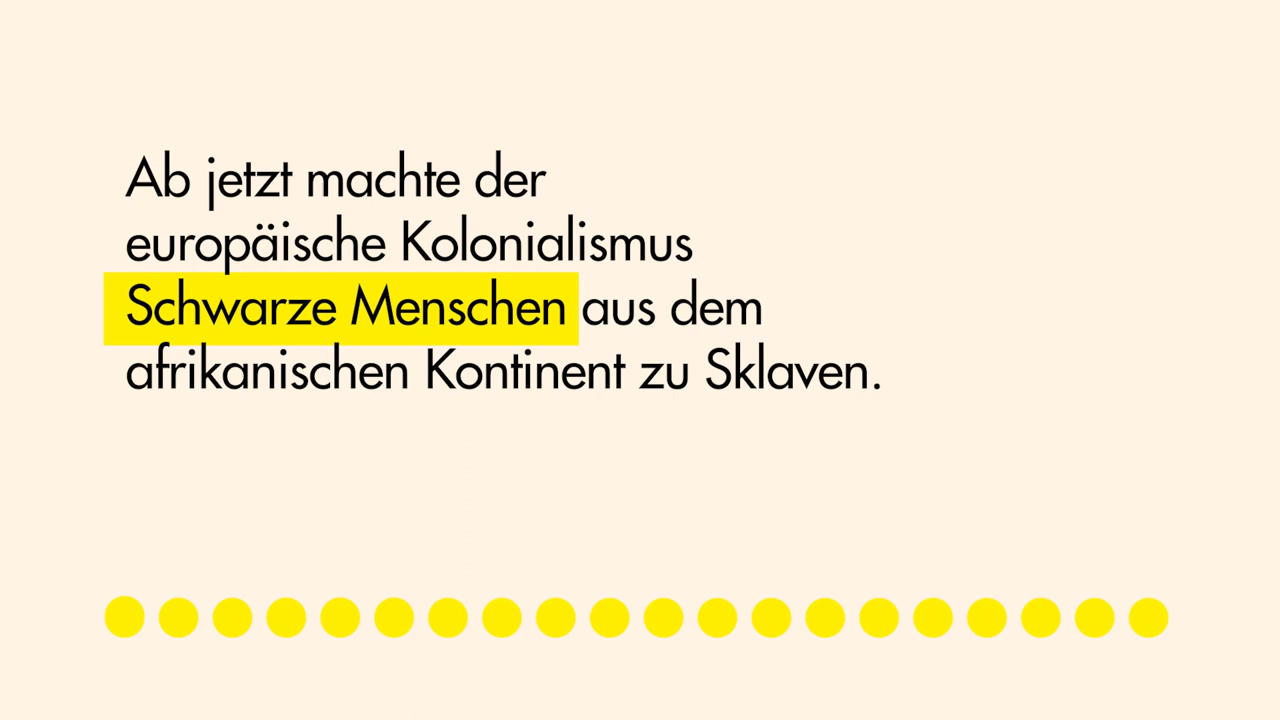 Ab jetzt machte der
europäische Kolonialismus
Schwarze Menschen aus dem
afrikanischen Kontinent zu Sklaven.